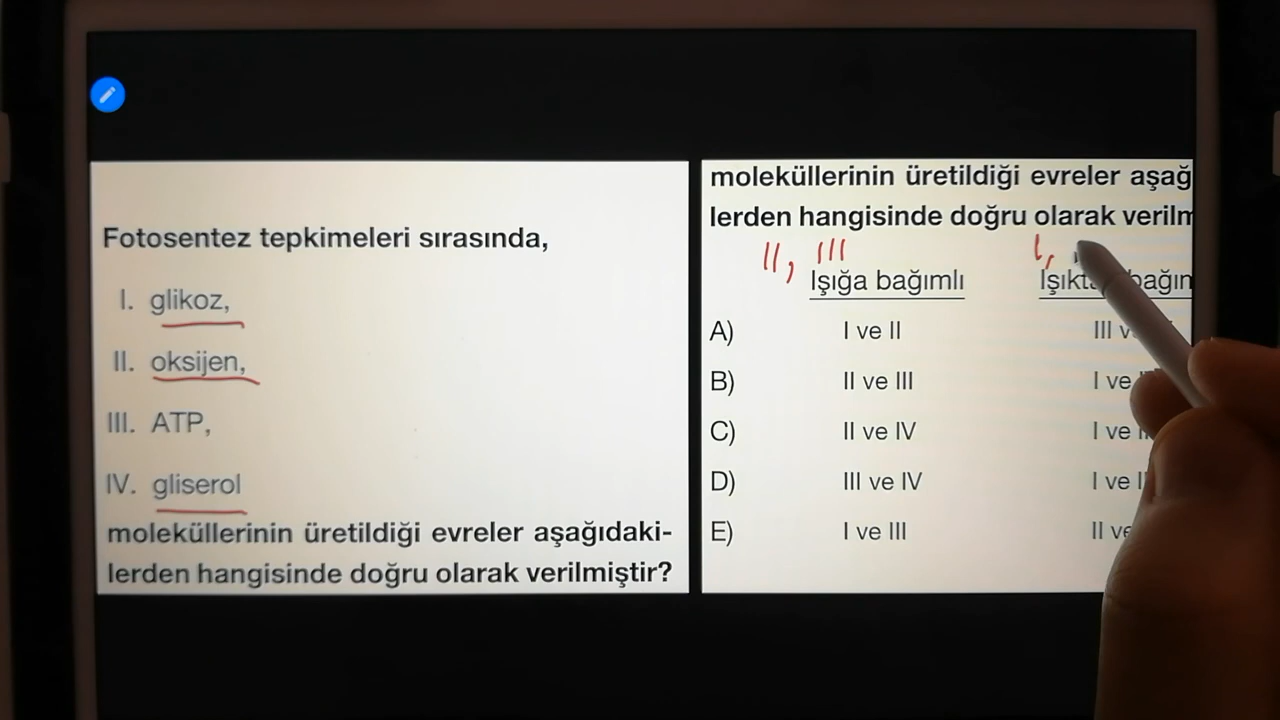 Fotosentez tepkimeleri sırasında,
I. glikoz,
II. oksijen,
III. ATP,
IV. gliserol
moleküllerinin üretildiği evreler aşağıdaki-
lerden hangisinde doğru olarak verilmiştir?
moleküllerinin üretildiği evreler aşağ
lerden hangisinde doğru olarak verilm
II, III I,
Işığa bağımlı
A) I ve II III
B) II ve III I ve
C) II ve IV I ve
D) III ve IV I ve
E) I ve III II ve